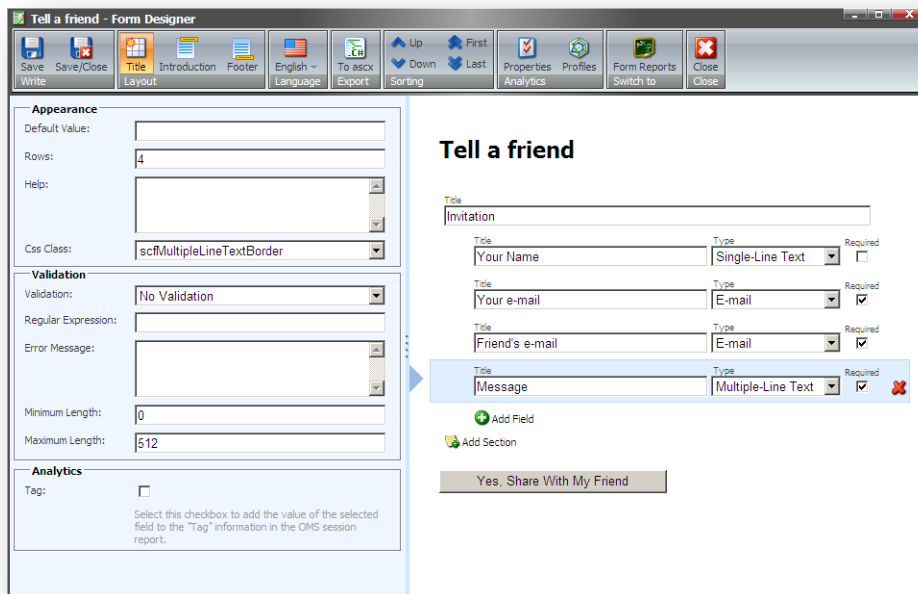 Tell a friend - Form Designer
Save Save/Close Title Introduction Footer English To ascx Up First Down Last Properties Profiles Form Reports Close
Write Layout Language Export Sorting Analytics Switch to Close
Appearance
Default Value:
Rows: 4
Help:
Css Class: scfMultipleLineTextBorder
Validation
Validation: No Validation
Regular Expression:
Error Message:
Minimum Length: 0
Maximum Length: 512
Analytics
Tag:
Select this checkbox to add the value of the selected
field to the "Tag" information in the OMS session
report.
Tell a friend
Title
Invitation
Title Type Required
Your Name Single-Line Text
Title Type Required
Your e-mail E-mail
Title Type Required
Friend's e-mail E-mail
Title Type Required
Message Multiple-Line Text
Add Field
Add Section
Yes, Share With My Friend